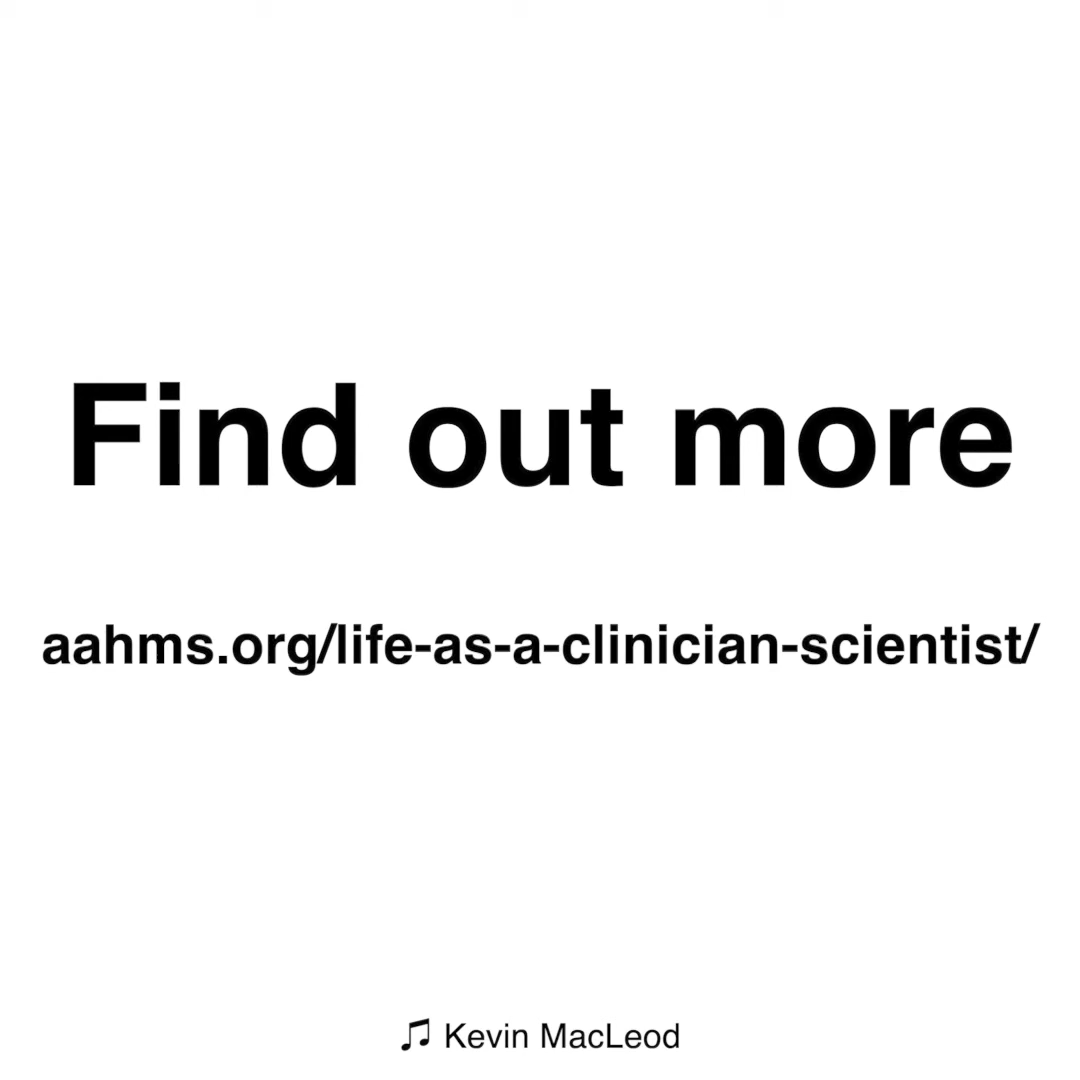 Find out more
aahms.org/life-as-a-clinician-scientist/
♫ Kevin MacLeod